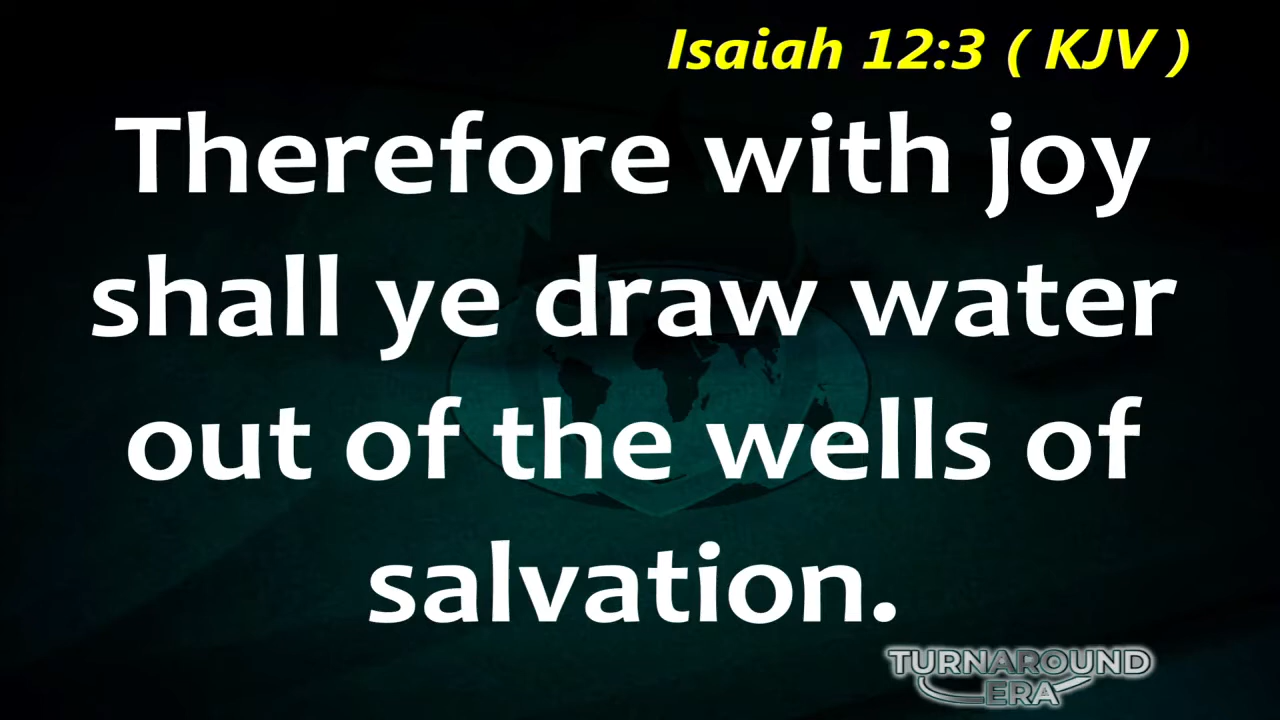 Isaiah 12:3 ( KJV )
Therefore with joy
shall ye draw water
out of the wells of
salvation.
TURNAROUND
ERA